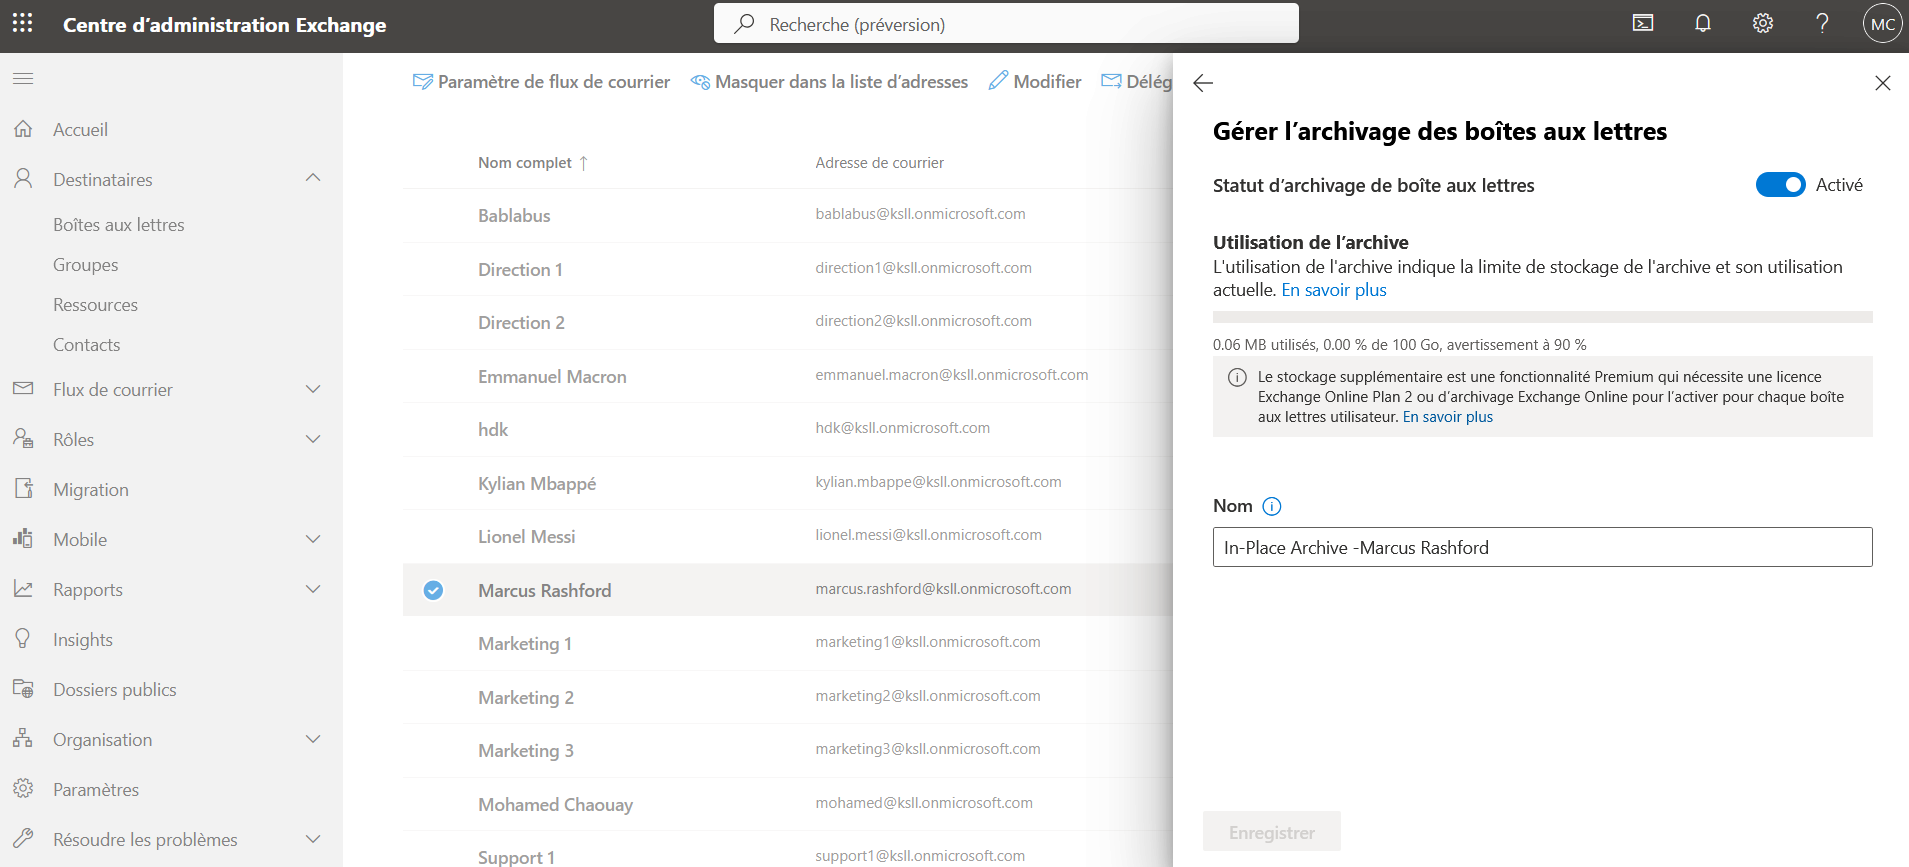 Centre d’administration Exchange
Recherche (préversion)
MC
Accueil
Destinataires
Boîtes aux lettres
Groupes
Ressources
Contacts
Flux de courrier
Rôles
Migration
Mobile
Rapports
Insights
Dossiers publics
Organisation
Paramètres
Résoudre les problèmes
Paramètre de flux de courrier Masquer dans la liste d’adresses Modifier Délég
Nom complet ↑ Adresse de courrier
Bablabus bablabus@ksll.onmicrosoft.com
Direction 1 direction1@ksll.onmicrosoft.com
Direction 2 direction2@ksll.onmicrosoft.com
Emmanuel Macron emmanuel.macron@ksll.onmicrosoft.com
hdk hdk@ksll.onmicrosoft.com
Kylian Mbappé kylian.mbappe@ksll.onmicrosoft.com
Lionel Messi lionel.messi@ksll.onmicrosoft.com
Marcus Rashford marcus.rashford@ksll.onmicrosoft.com
Marketing 1 marketing1@ksll.onmicrosoft.com
Marketing 2 marketing2@ksll.onmicrosoft.com
Marketing 3 marketing3@ksll.onmicrosoft.com
Mohamed Chaouay mohamed@ksll.onmicrosoft.com
Support 1 support1@ksll.onmicrosoft.com
Gérer l’archivage des boîtes aux lettres
Statut d’archivage de boîte aux lettres Activé
Utilisation de l’archive
L'utilisation de l'archive indique la limite de stockage de l'archive et son utilisation
actuelle. En savoir plus
0.06 MB utilisés, 0.00 % de 100 Go, avertissement à 90 %
Le stockage supplémentaire est une fonctionnalité Premium qui nécessite une licence
Exchange Online Plan 2 ou d’archivage Exchange Online pour l’activer pour chaque boîte
aux lettres utilisateur. En savoir plus
Nom
In-Place Archive -Marcus Rashford
Enregistrer